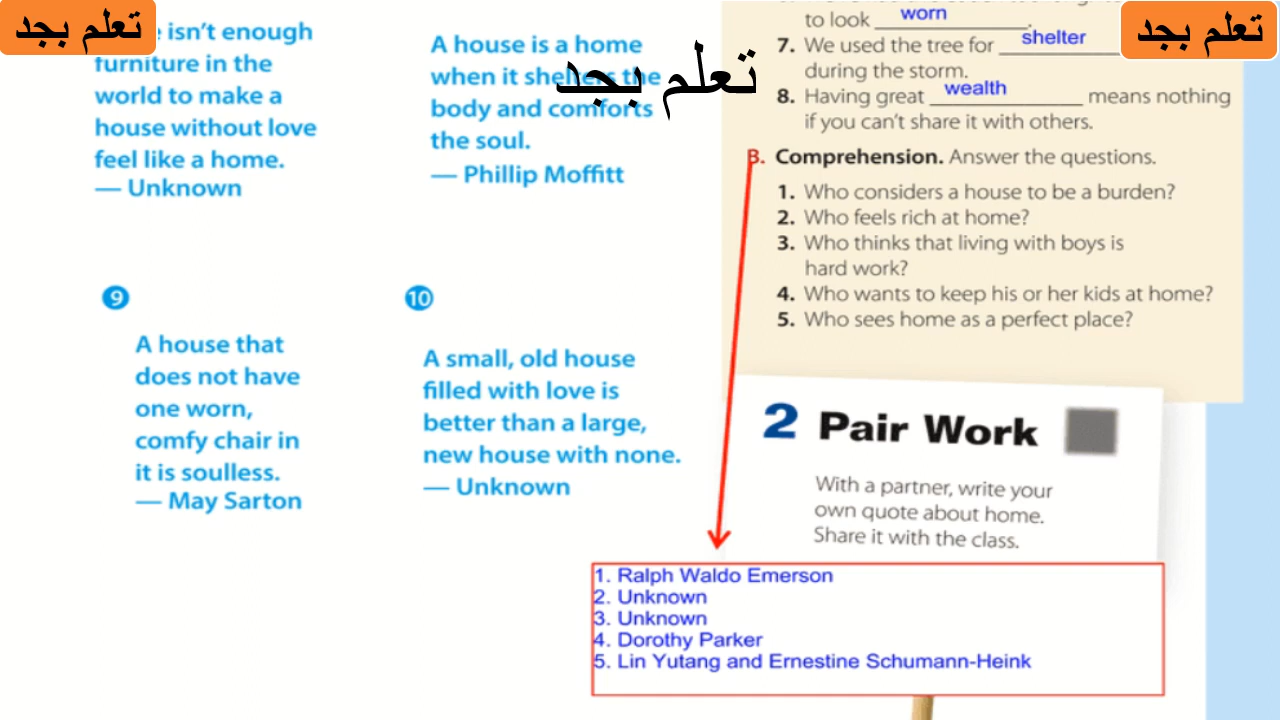 تعلم بجد
isn't enough
furniture in the
world to make a
house without love
feel like a home.
— Unknown
A house is a home
when it shelters the
body and comforts
the soul.
— Phillip Moffitt
تعلم بجد
9
A house that
does not have
one worn,
comfy chair in
it is soulless.
— May Sarton
10
A small, old house
filled with love is
better than a large,
new house with none.
— Unknown
تعلم بجد
to look worn.
7. We used the tree for shelter
during the storm.
8. Having great wealth means nothing
if you can't share it with others.
B. Comprehension. Answer the questions.
1. Who considers a house to be a burden?
2. Who feels rich at home?
3. Who thinks that living with boys is
hard work?
4. Who wants to keep his or her kids at home?
5. Who sees home as a perfect place?
2 Pair Work
With a partner, write your
own quote about home.
Share it with the class.
1. Ralph Waldo Emerson
2. Unknown
3. Unknown
4. Dorothy Parker
5. Lin Yutang and Ernestine Schumann-Heink